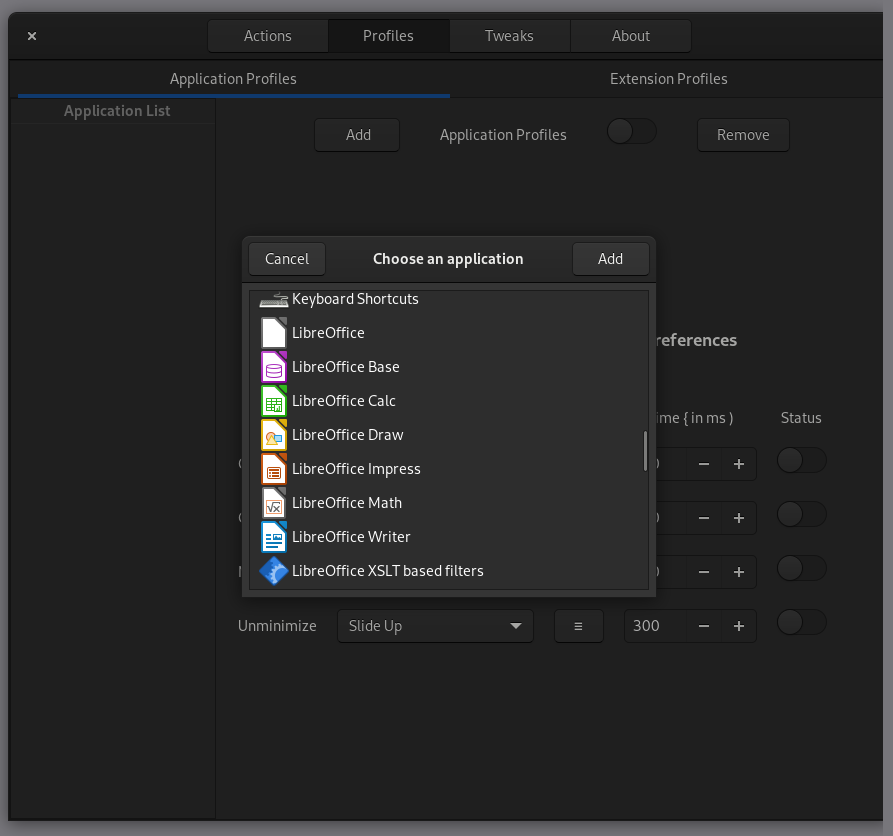 Actions Profiles Tweaks About
Application Profiles Extension Profiles
Application List
Add Application Profiles Remove
Cancel Choose an application Add
Keyboard Shortcuts
LibreOffice
LibreOffice Base
LibreOffice Calc
LibreOffice Draw
LibreOffice Impress
LibreOffice Math
LibreOffice Writer
LibreOffice XSLT based filters
( in ms ) Status
Unminimize Slide Up 300